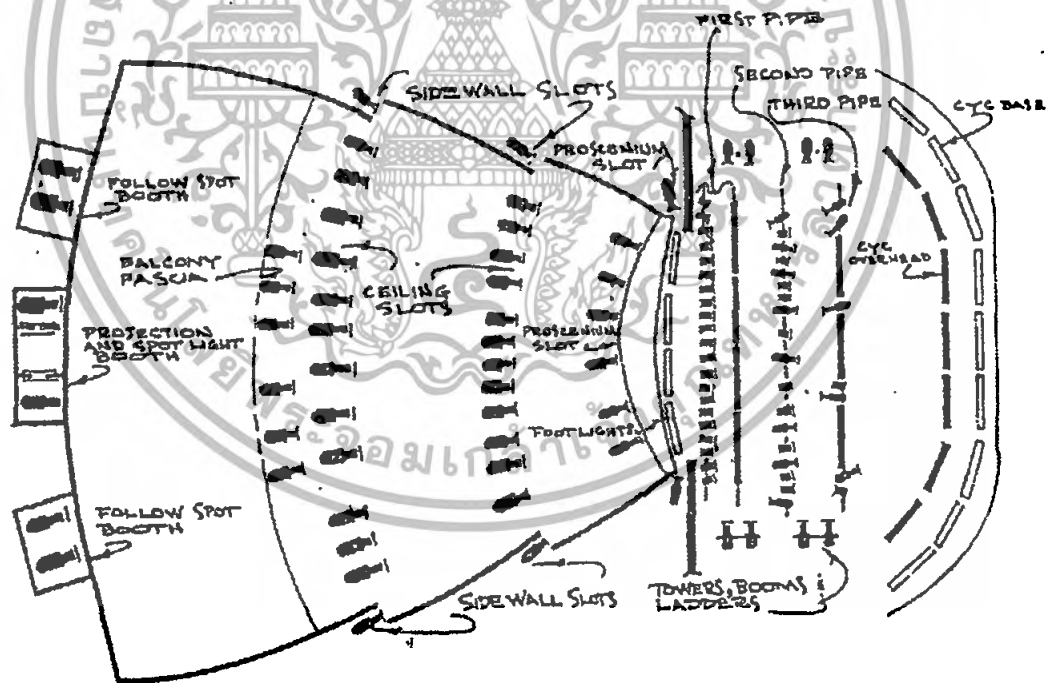 FIRST PIPE
SECOND PIPE
THIRD PIPE
CYC BASE
SIDE WALL SLOTS
PROSCENIUM
SLOT
FOLLOW SPOT
BOOTH
BALCONY
FASCIA
CEILING
SLOTS
CYC
OVERHEAD
PROJECTION
AND SPOT LIGHT
BOOTH
PROSCENIUM
SLOT
FOOTLIGHTS
FOLLOW SPOT
BOOTH
SIDE WALL SLOTS
TOWERS, BOOMS &
LADDERS